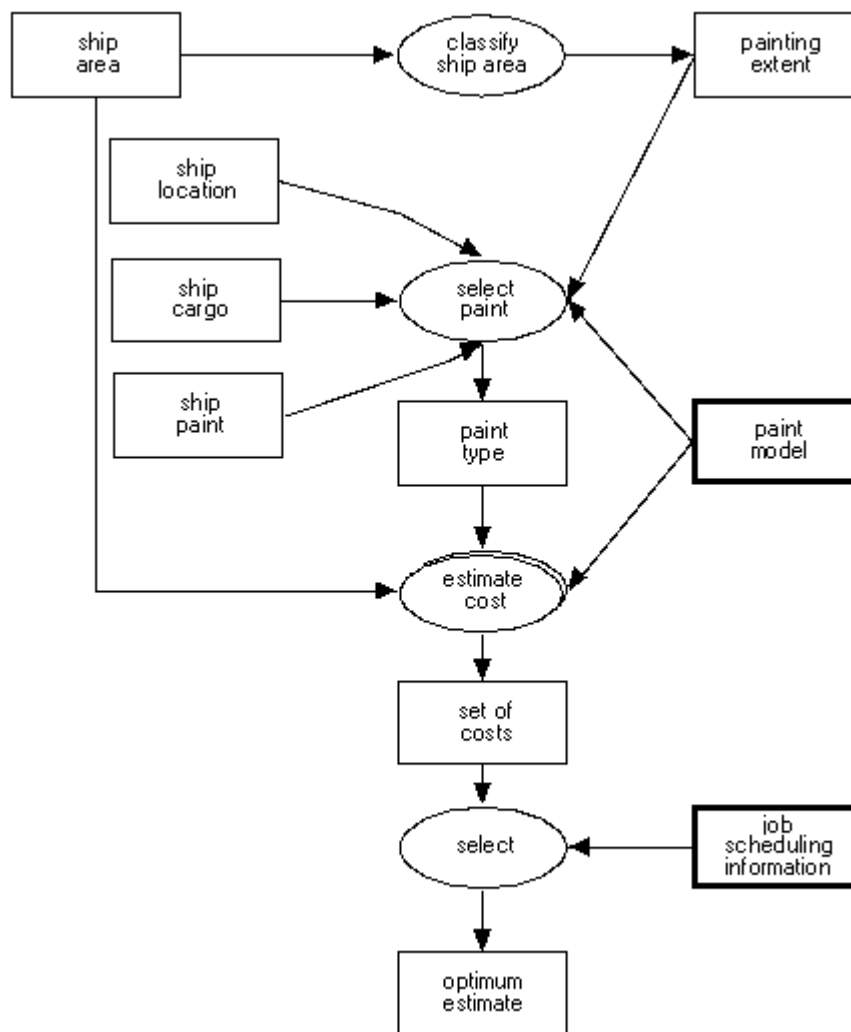 ship
area
classify
ship area
painting
extent
ship
location
ship
cargo
select
paint
ship
paint
paint
type
paint
model
estimate
cost
set of
costs
select
job
scheduling
information
optimum
estimate